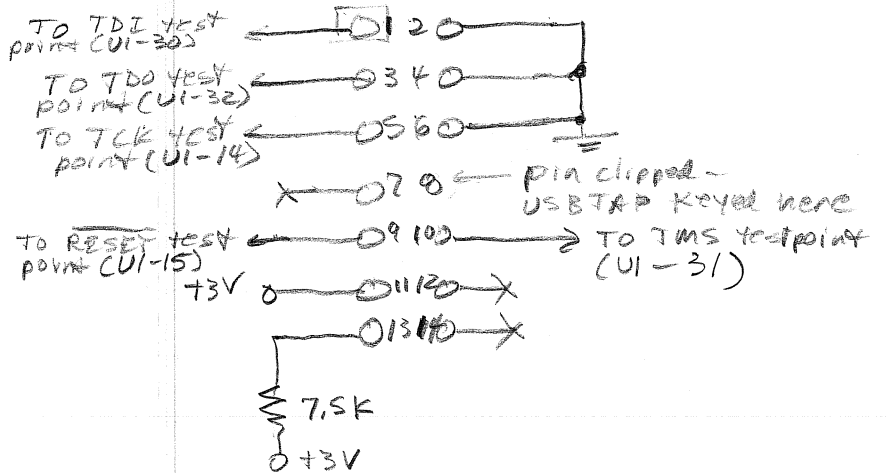 TO TDI test
point (U1-30)
1 2
TO TDO test
point (U1-32)
3 4
TO TCK test
point (U1-14)
5 6
7 8
pin clipped -
USBTAP Keyed here
TO RESET test
point (U1-15)
9 10
TO TMS testpoint
(U1-31)
+3V
11 12
13 14
7.5K
+3V